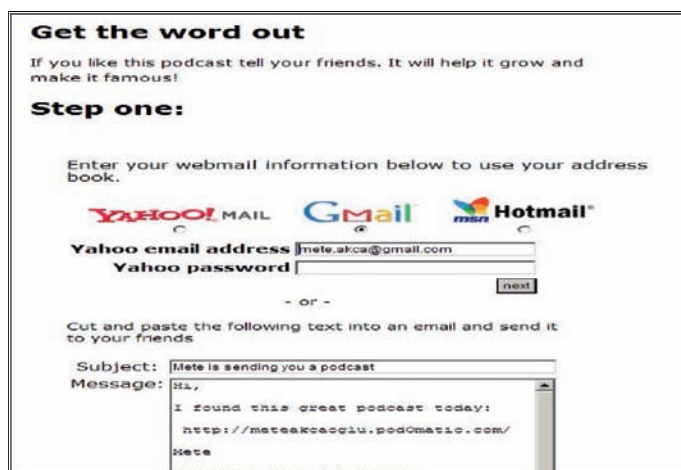 Get the word out
If you like this podcast tell your friends. It will help it grow and
make it famous!
Step one:
Enter your webmail information below to use your address
book.
YAHOO! MAIL Gmail msn Hotmail
Yahoo email address mete.akca@gmail.com
Yahoo password
next
- or -
Cut and paste the following text into an email and send it
to your friends
Subject: Mete is sending you a podcast
Message: Hi,
I found this great podcast today:
http://meteakcaoglu.podOmatic.com/
Mete